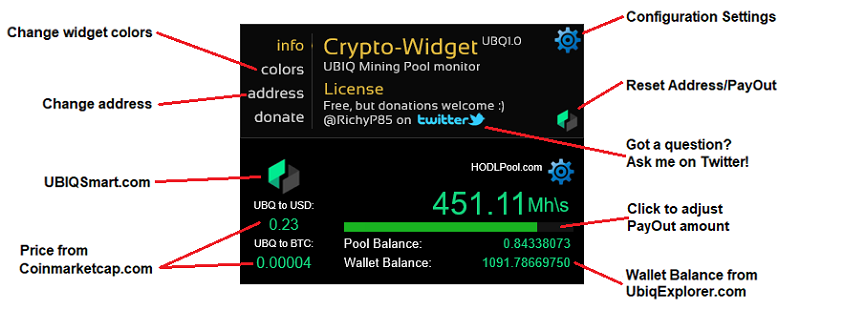 Change widget colors
Change address
UBIQSmart.com
Price from
Coinmarketcap.com
info
colors
address
donate
Crypto-Widget UBQ1.0
UBIQ Mining Pool monitor
License
Free, but donations welcome :)
@RichyP85 on twitter
HODLPool.com
451.11Mh\s
UBQ to USD:
0.23
UBQ to BTC:
0.00004
Pool Balance: 0.84338073
Wallet Balance: 1091.78669750
Configuration Settings
Reset Address/PayOut
Got a question?
Ask me on Twitter!
Click to adjust
PayOut amount
Wallet Balance from
UbiqExplorer.com